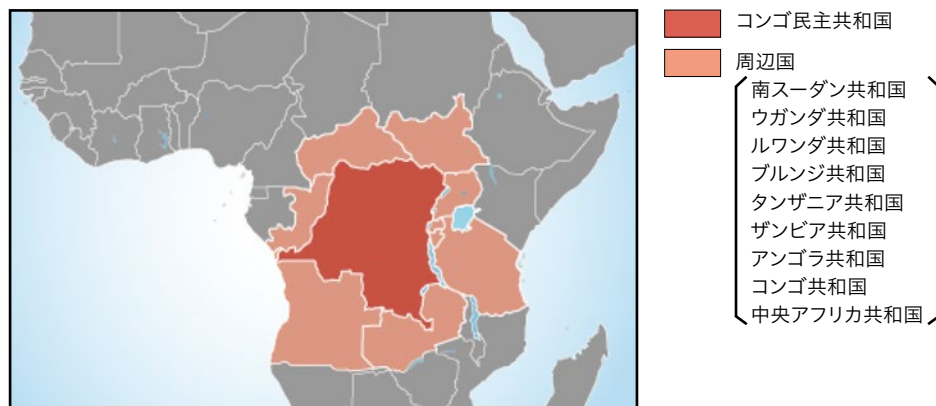 コンゴ民主共和国
周辺国
南スーダン共和国
ウガンダ共和国
ルワンダ共和国
ブルンジ共和国
タンザニア共和国
ザンビア共和国
アンゴラ共和国
コンゴ共和国
中央アフリカ共和国